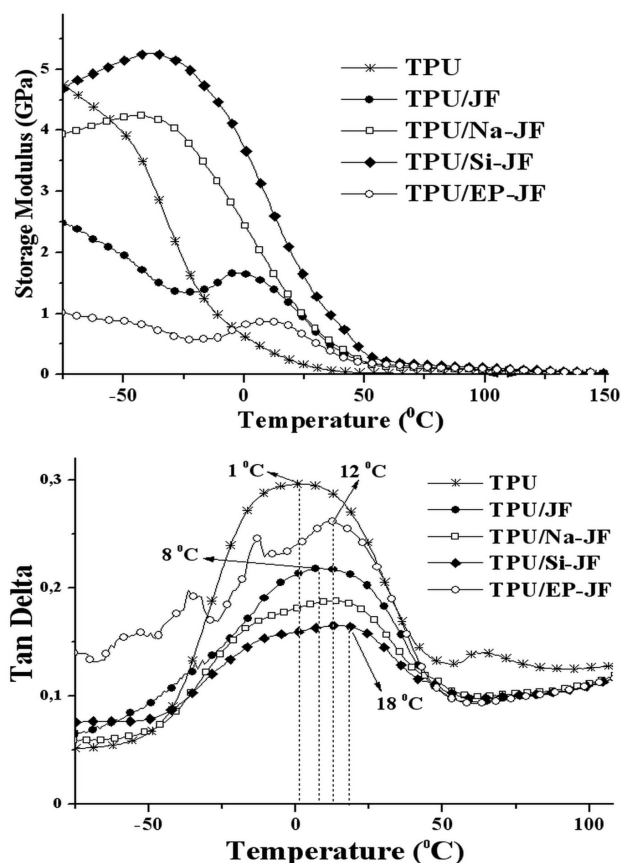 Storage Modulus (GPa)
5
4
3
2
1
0
-50
0
50
100
150
Temperature (⁰C)
TPU
TPU/JF
TPU/Na-JF
TPU/Si-JF
TPU/EP-JF
Tan Delta
0,3
0,2
0,1
0,0
-50
0
50
100
Temperature (⁰C)
1 ⁰C
12 ⁰C
8 ⁰C
18 ⁰C
TPU
TPU/JF
TPU/Na-JF
TPU/Si-JF
TPU/EP-JF